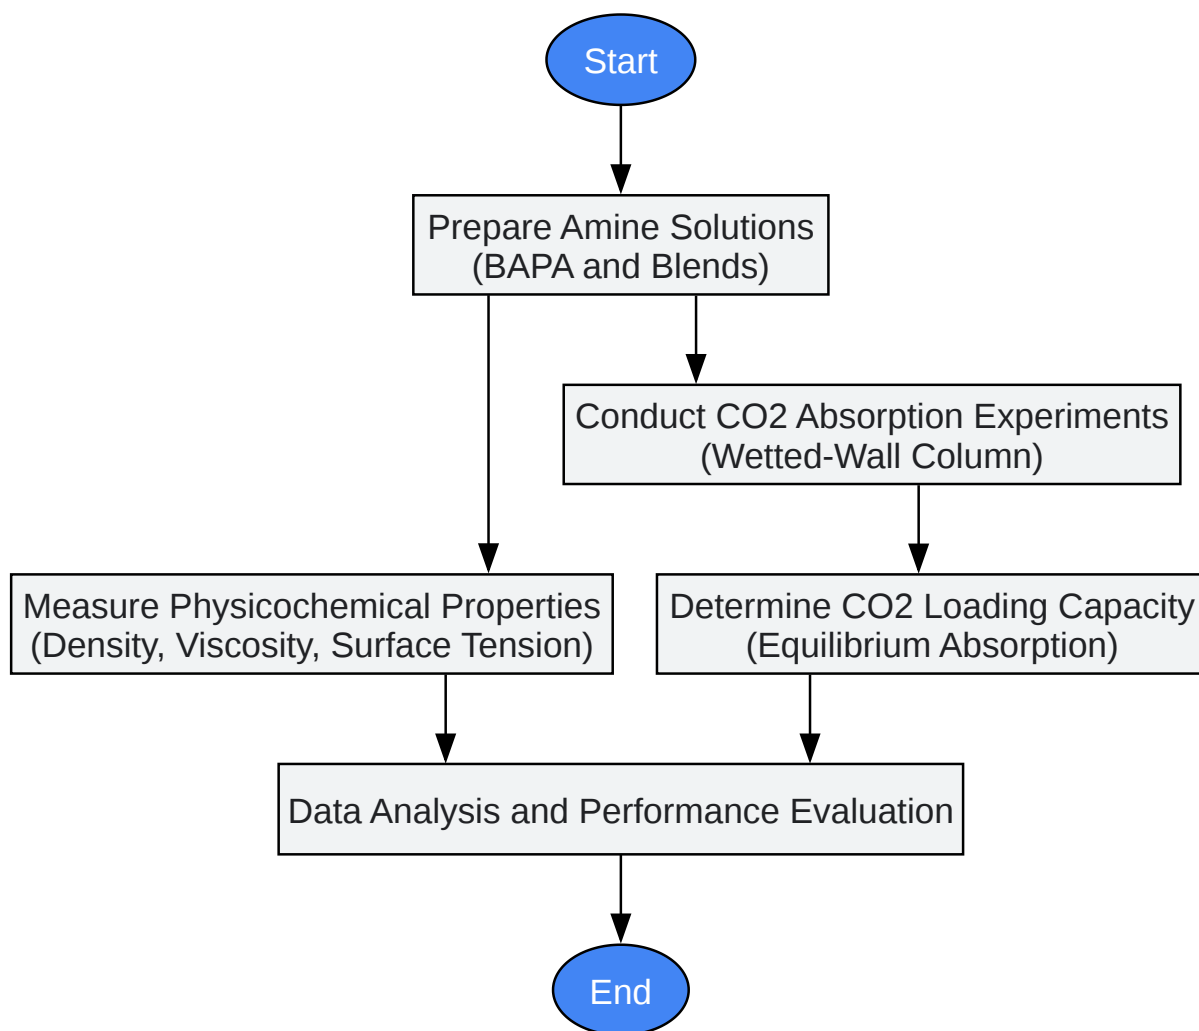 Start
Prepare Amine Solutions
(BAPA and Blends)
Conduct CO2 Absorption Experiments
(Wetted-Wall Column)
Measure Physicochemical Properties
(Density, Viscosity, Surface Tension)
Determine CO2 Loading Capacity
(Equilibrium Absorption)
Data Analysis and Performance Evaluation
End